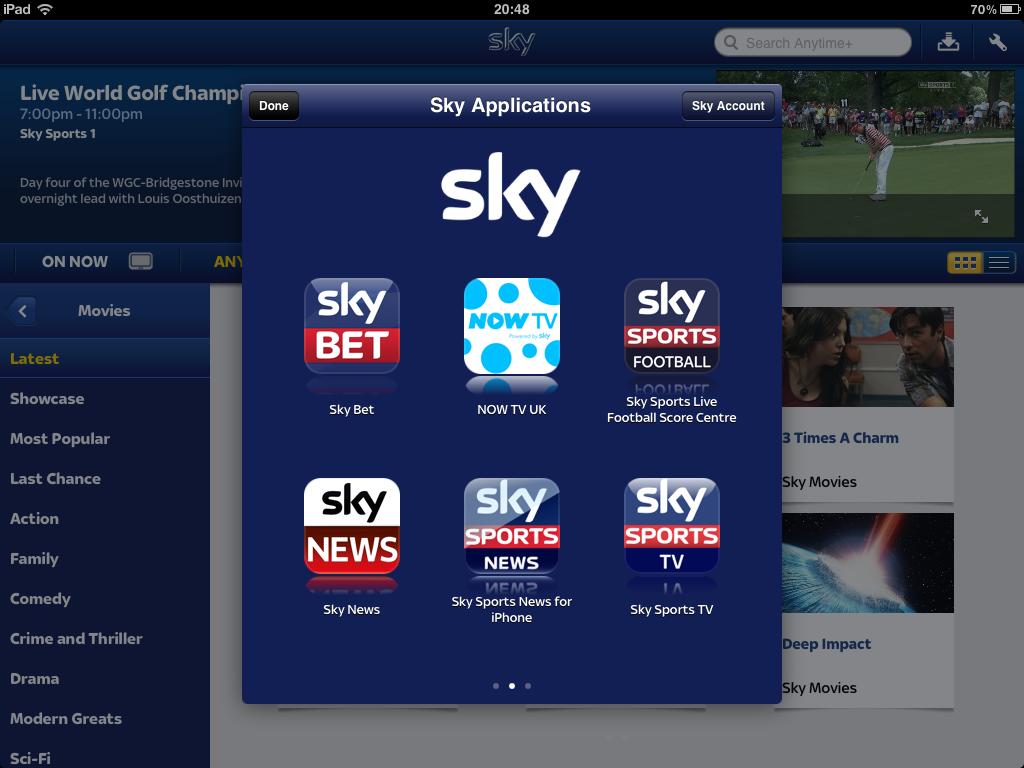 iPad
20:48
70%
sky
Search Anytime+
Live World Golf Champi
7:00pm - 11:00pm
Sky Sports 1
Day four of the WGC-Bridgestone Invi
overnight lead with Louis Oosthuizen
ON NOW
ANY
Movies
Latest
Showcase
Most Popular
Last Chance
Action
Family
Comedy
Crime and Thriller
Drama
Modern Greats
Sci-Fi
Done
Sky Applications
Sky Account
sky
sky
BET
Sky Bet
NOW TV
Powered by sky
NOW TV UK
sky
SPORTS
FOOTBALL
Sky Sports Live
Football Score Centre
sky
NEWS
Sky News
sky
SPORTS
NEWS
Sky Sports News for
iPhone
sky
SPORTS
TV
Sky Sports TV
3 Times A Charm
Sky Movies
Deep Impact
Sky Movies